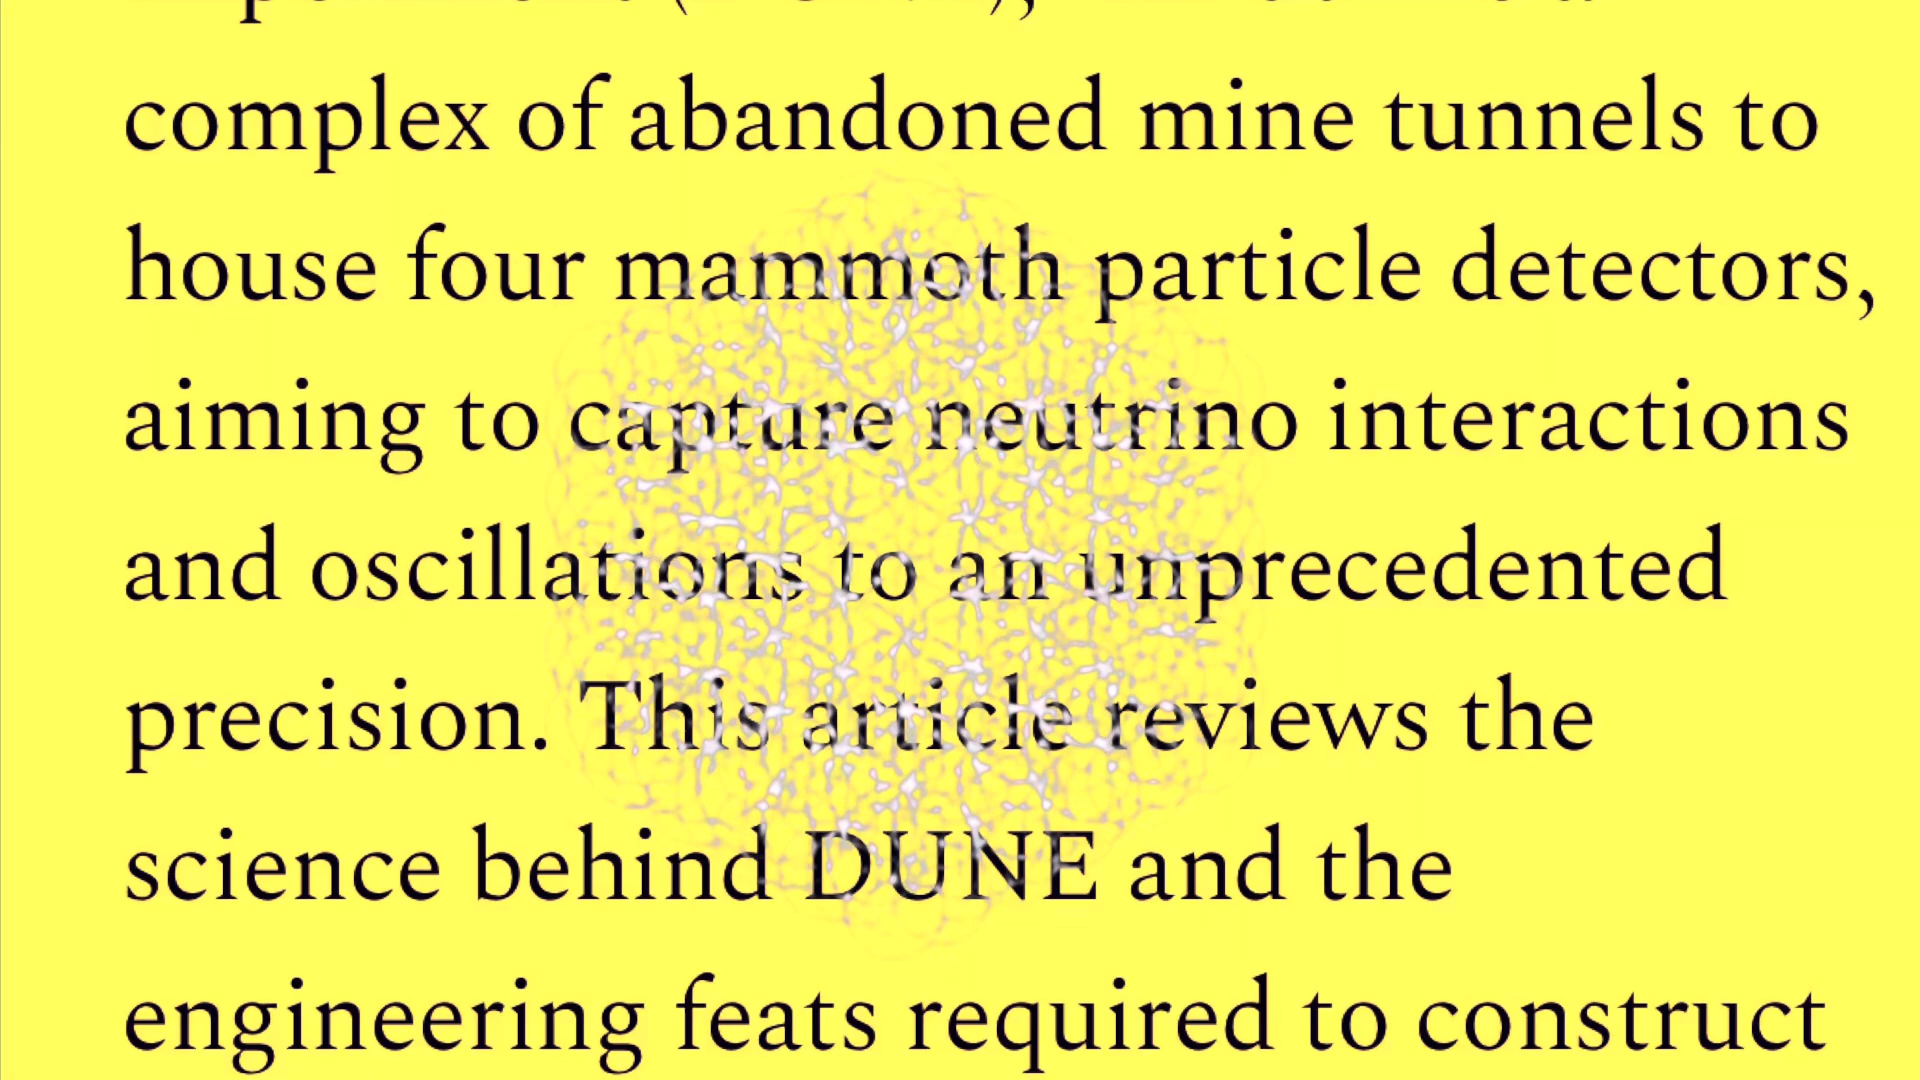 complex of abandoned mine tunnels to
house four mammoth particle detectors,
aiming to capture neutrino interactions
and oscillations to an unprecedented
precision. This article reviews the
science behind DUNE and the
engineering feats required to construct